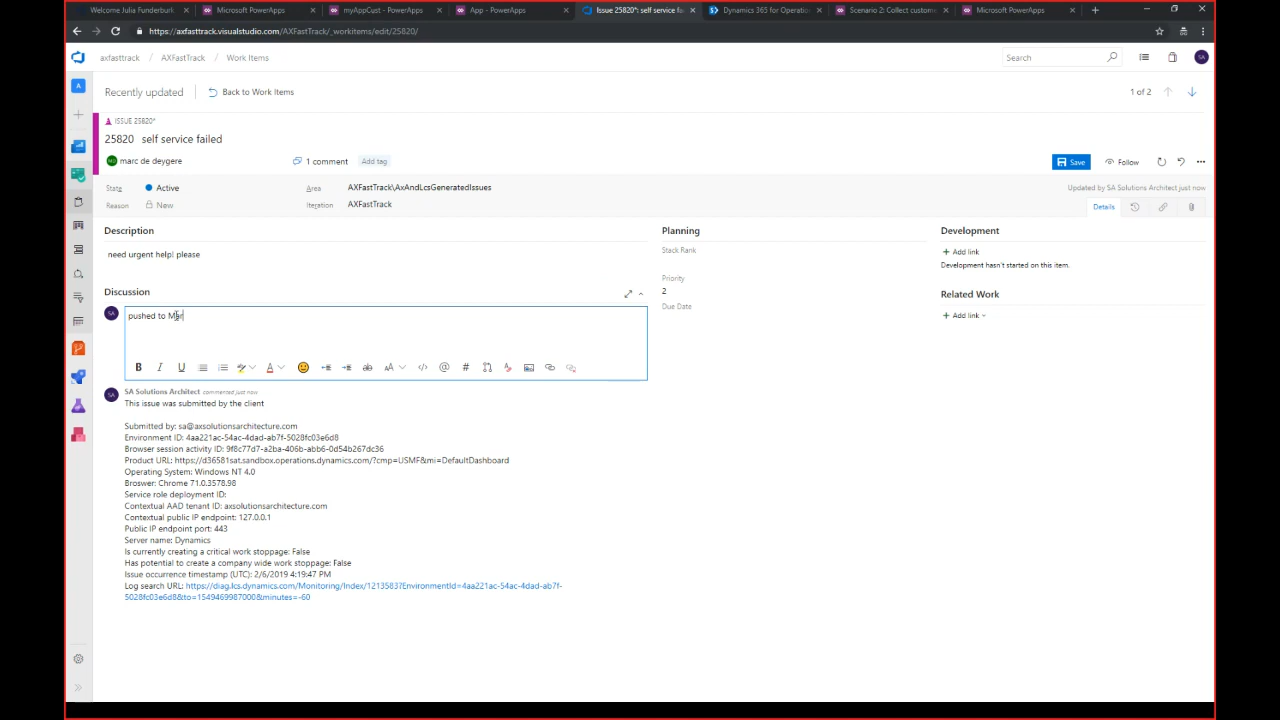 Welcome Julia Funderburk
Microsoft PowerApps
myAppCust - PowerApps
App - PowerApps
Issue 25820*: self service fa
Dynamics 365 for Operation
Scenario 2: Collect custome
Microsoft PowerApps
https://axfasttrack.visualstudio.com/AXFastTrack/_workitems/edit/25820/
axfasttrack / AXFastTrack / Work Items
Search
SA
A
Recently updated
Back to Work Items
1 of 2
ISSUE 25820*
25820 self service failed
marc de deygere
1 comment
Add tag
Save
Follow
State
Active
Area
AXFastTrack\AxAndLcsGeneratedIssues
Updated by SA Solutions Architect just now
Reason
New
Iteration
AXFastTrack
Details
Description
need urgent help! please
Planning
Stack Rank
Priority
2
Due Date
Development
Add link
Development hasn't started on this item.
Related Work
Add link
Discussion
SA
pushed to Mar
SA
SA Solutions Architect commented just now
This issue was submitted by the client
Submitted by: sa@axsolutionsarchitecture.com
Environment ID: 4aa221ac-54ac-4dad-ab7f-5028fc03e6d8
Browser session activity ID: 9f8c77d7-a2ba-406b-abb6-0d54b267dc36
Product URL: https://d36581sat.sandbox.operations.dynamics.com/?cmp=USMF&mi=DefaultDashboard
Operating System: Windows NT 4.0
Broswer: Chrome 71.0.3578.98
Service role deployment ID:
Contextual AAD tenant ID: axsolutionsarchitecture.com
Contextual public IP endpoint: 127.0.0.1
Public IP endpoint port: 443
Server name: Dynamics
Is currently creating a critical work stoppage: False
Has potential to create a company wide work stoppage: False
Issue occurrence timestamp (UTC): 2/6/2019 4:19:47 PM
Log search URL: https://diag.lcs.dynamics.com/Monitoring/Index/1213583?EnvironmentId=4aa221ac-54ac-4dad-ab7f-
5028fc03e6d8&to=1549469987000&minutes=-60